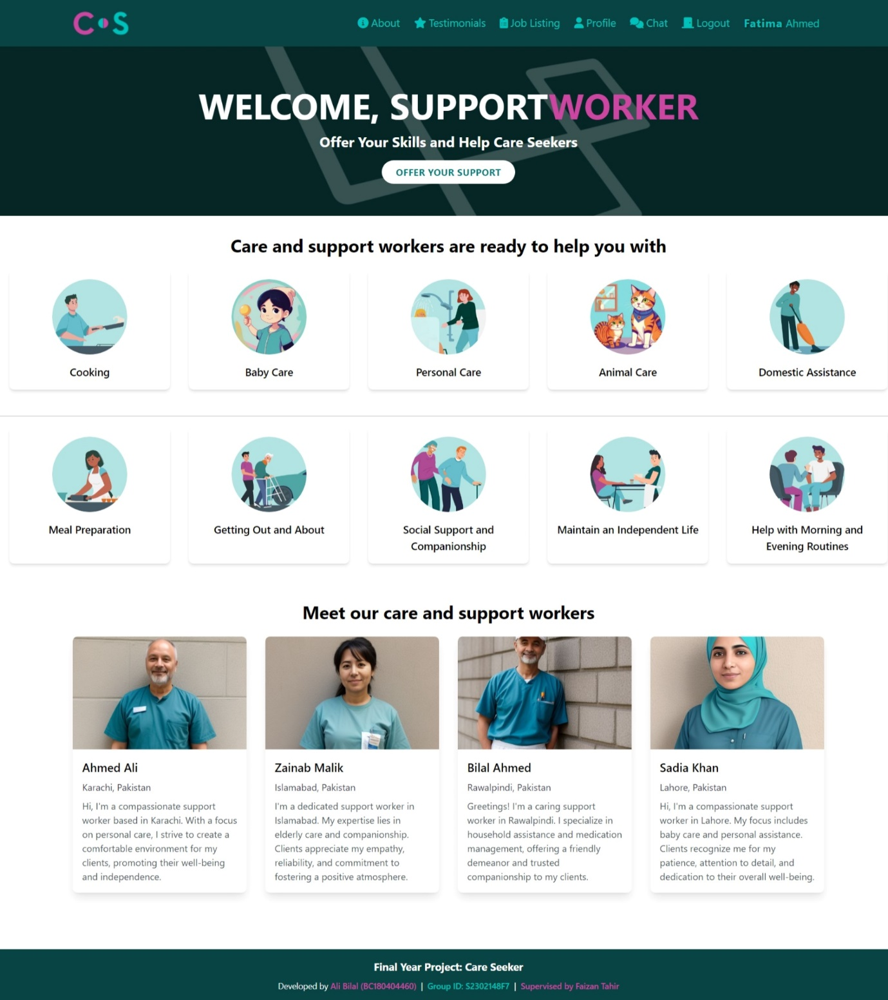 C S
About Testimonials Job Listing Profile Chat Logout Fatima Ahmed
WELCOME, SUPPORTWORKER
Offer Your Skills and Help Care Seekers
OFFER YOUR SUPPORT
Care and support workers are ready to help you with
Cooking
Baby Care
Personal Care
Animal Care
Domestic Assistance
Meal Preparation
Getting Out and About
Social Support and
Companionship
Maintain an Independent Life
Help with Morning and
Evening Routines
Meet our care and support workers
Ahmed Ali
Karachi, Pakistan
Hi, I'm a compassionate support
worker based in Karachi. With a focus
on personal care, I strive to create a
comfortable environment for my
clients, promoting their well-being
and independence.
Zainab Malik
Islamabad, Pakistan
I'm a dedicated support worker in
Islamabad. My expertise lies in
elderly care and companionship.
Clients appreciate my empathy,
reliability, and commitment to
fostering a positive atmosphere.
Bilal Ahmed
Rawalpindi, Pakistan
Greetings! I'm a caring support
worker in Rawalpindi. I specialize in
household assistance and medication
management, offering a friendly
demeanor and trusted
companionship to my clients.
Sadia Khan
Lahore, Pakistan
Hi, I'm a compassionate support
worker in Lahore. My focus includes
baby care and personal assistance.
Clients recognize me for my
patience, attention to detail, and
dedication to their overall well-being.
Final Year Project: Care Seeker
Developed by Ali Bilal (BC180404460) | Group ID: S2302148F7 | Supervised by Faizan Tahir